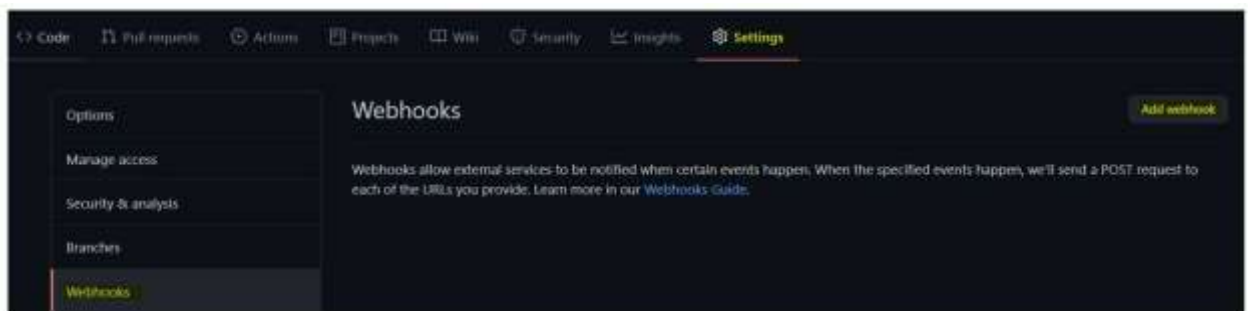 <> Code Pull requests Actions Projects Wiki Security Insights Settings
Options
Manage access
Security & analysis
Branches
Webhooks
Webhooks
Add webhook
Webhooks allow external services to be notified when certain events happen. When the specified events happen, we'll send a POST request to
each of the URLs you provide. Learn more in our Webhooks Guide.